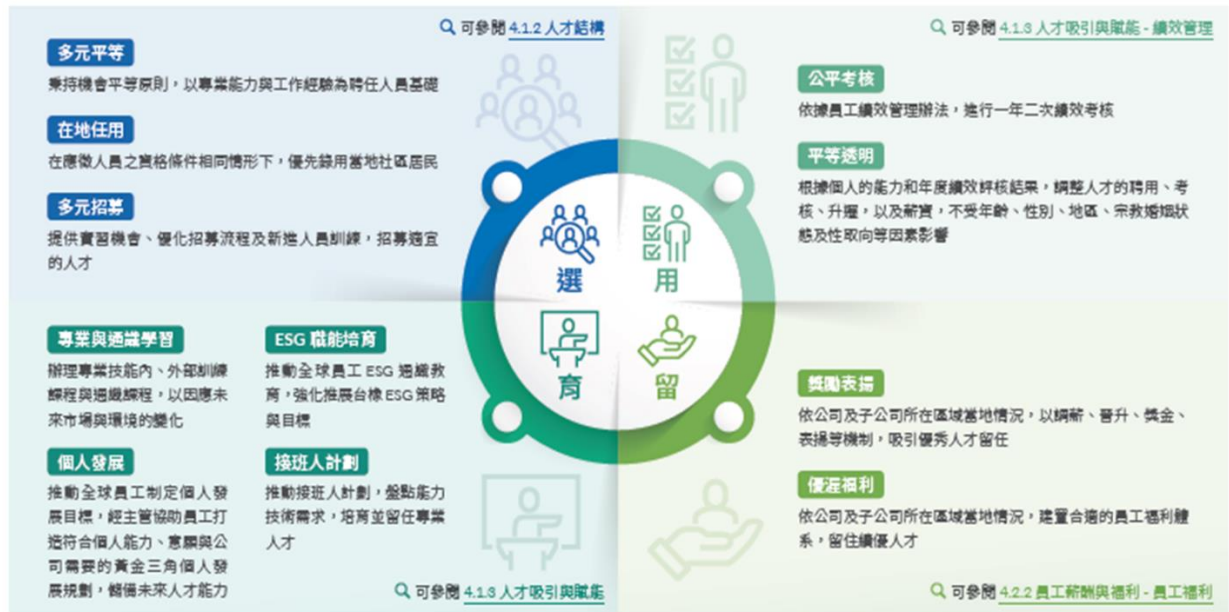 可參閱 4.1.2 人才結構
多元平等
秉持機會平等原則，以專業能力與工作經驗為聘任人員基礎
在地任用
在應徵人員之資格條件相同情形下，優先錄用當地社區居民
多元招募
提供實習機會、優化招募流程及新進人員訓練，招募適宜
的人才
選
可參閱 4.1.3 人才吸引與賦能 - 績效管理
公平考核
依據員工績效管理辦法，進行一年二次績效考核
平等透明
根據個人的能力和年度績效評核結果，調整人才的聘用、考
核、升遷，以及薪資，不受年齡、性別、地區、宗教婚姻狀
態及性取向等因素影響
用
專業與通識學習
辦理專業技能內、外部訓練
課程與通識課程，以因應未
來市場與環境的變化
ESG 職能培育
推動全球員工 ESG 通識教
育，強化推展台橡 ESG 策略
與目標
個人發展
推動全球員工制定個人發
展目標，經主管協助員工打
造符合個人能力、意願與公
司需要的黃金三角個人發
展規劃，儲備未來人才能力
接班人計劃
推動接班人計劃，盤點能力
技術需求，培育並留任專業
人才
育
可參閱 4.1.3 人才吸引與賦能
留
獎勵表揚
依公司及子公司所在區域當地情況，以調薪、晉升、獎金、
表揚等機制，吸引優秀人才留任
優渥福利
依公司及子公司所在區域當地情況，建置合適的員工福利體
系，留住績優人才
可參閱 4.2.2 員工薪酬與福利 - 員工福利